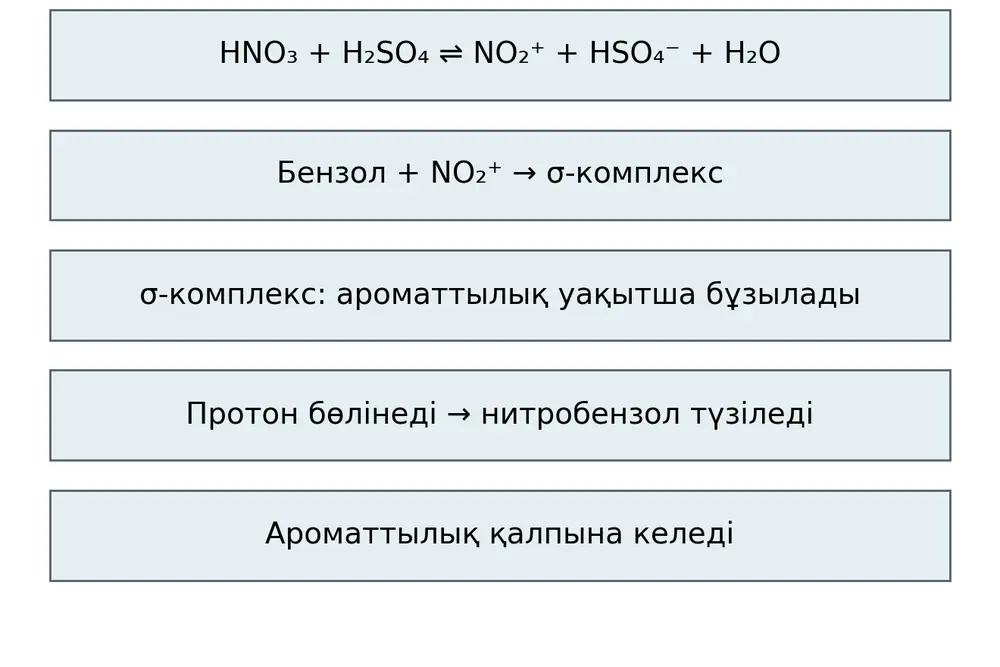 HNO₃ + H₂SO₄ ⇌ NO₂⁺ + HSO₄⁻ + H₂O
Бензол + NO₂⁺ → σ-комплекс
σ-комплекс: ароматтылық уақытша бұзылады
Протон бөлінеді → нитробензол түзіледі
Ароматтылық қалпына келеді